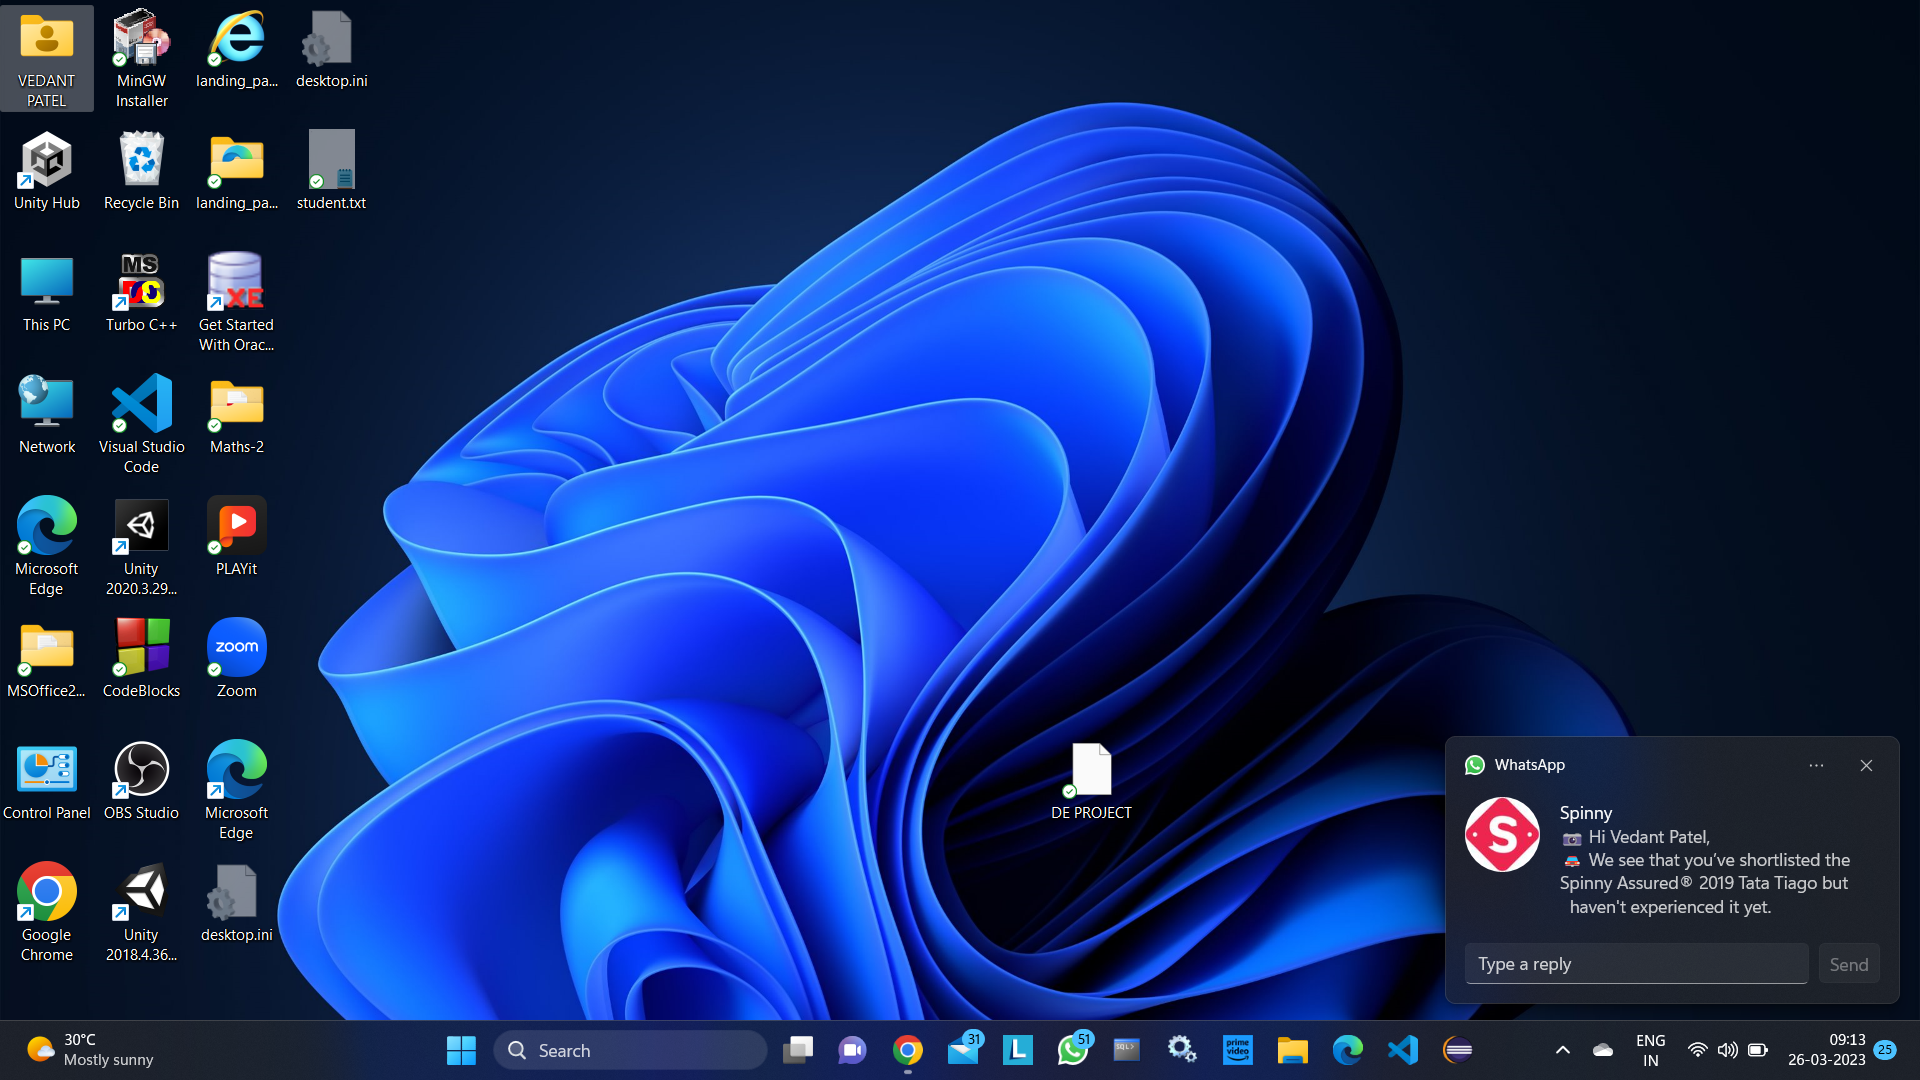 VEDANT
PATEL
MinGW
Installer
landing_pa...
desktop.ini
Unity Hub
Recycle Bin
landing_pa...
student.txt
This PC
MS
Turbo C++
XE
Get Started
With Orac...
Network
Visual Studio
Code
Maths-2
Microsoft
Edge
Unity
2020.3.29...
PLAYit
MSOffice2...
CodeBlocks
zoom
Zoom
Control Panel
OBS Studio
Microsoft
Edge
DE PROJECT
Google
Chrome
Unity
2018.4.36...
desktop.ini
WhatsApp
S
Spinny
Hi Vedant Patel,
We see that you've shortlisted the
Spinny Assured® 2019 Tata Tiago but
haven't experienced it yet.
Type a reply
Send
30°C
Mostly sunny
Search
31
L
51
SQL>
prime
video
ENG
IN
09:13
26-03-2023
25